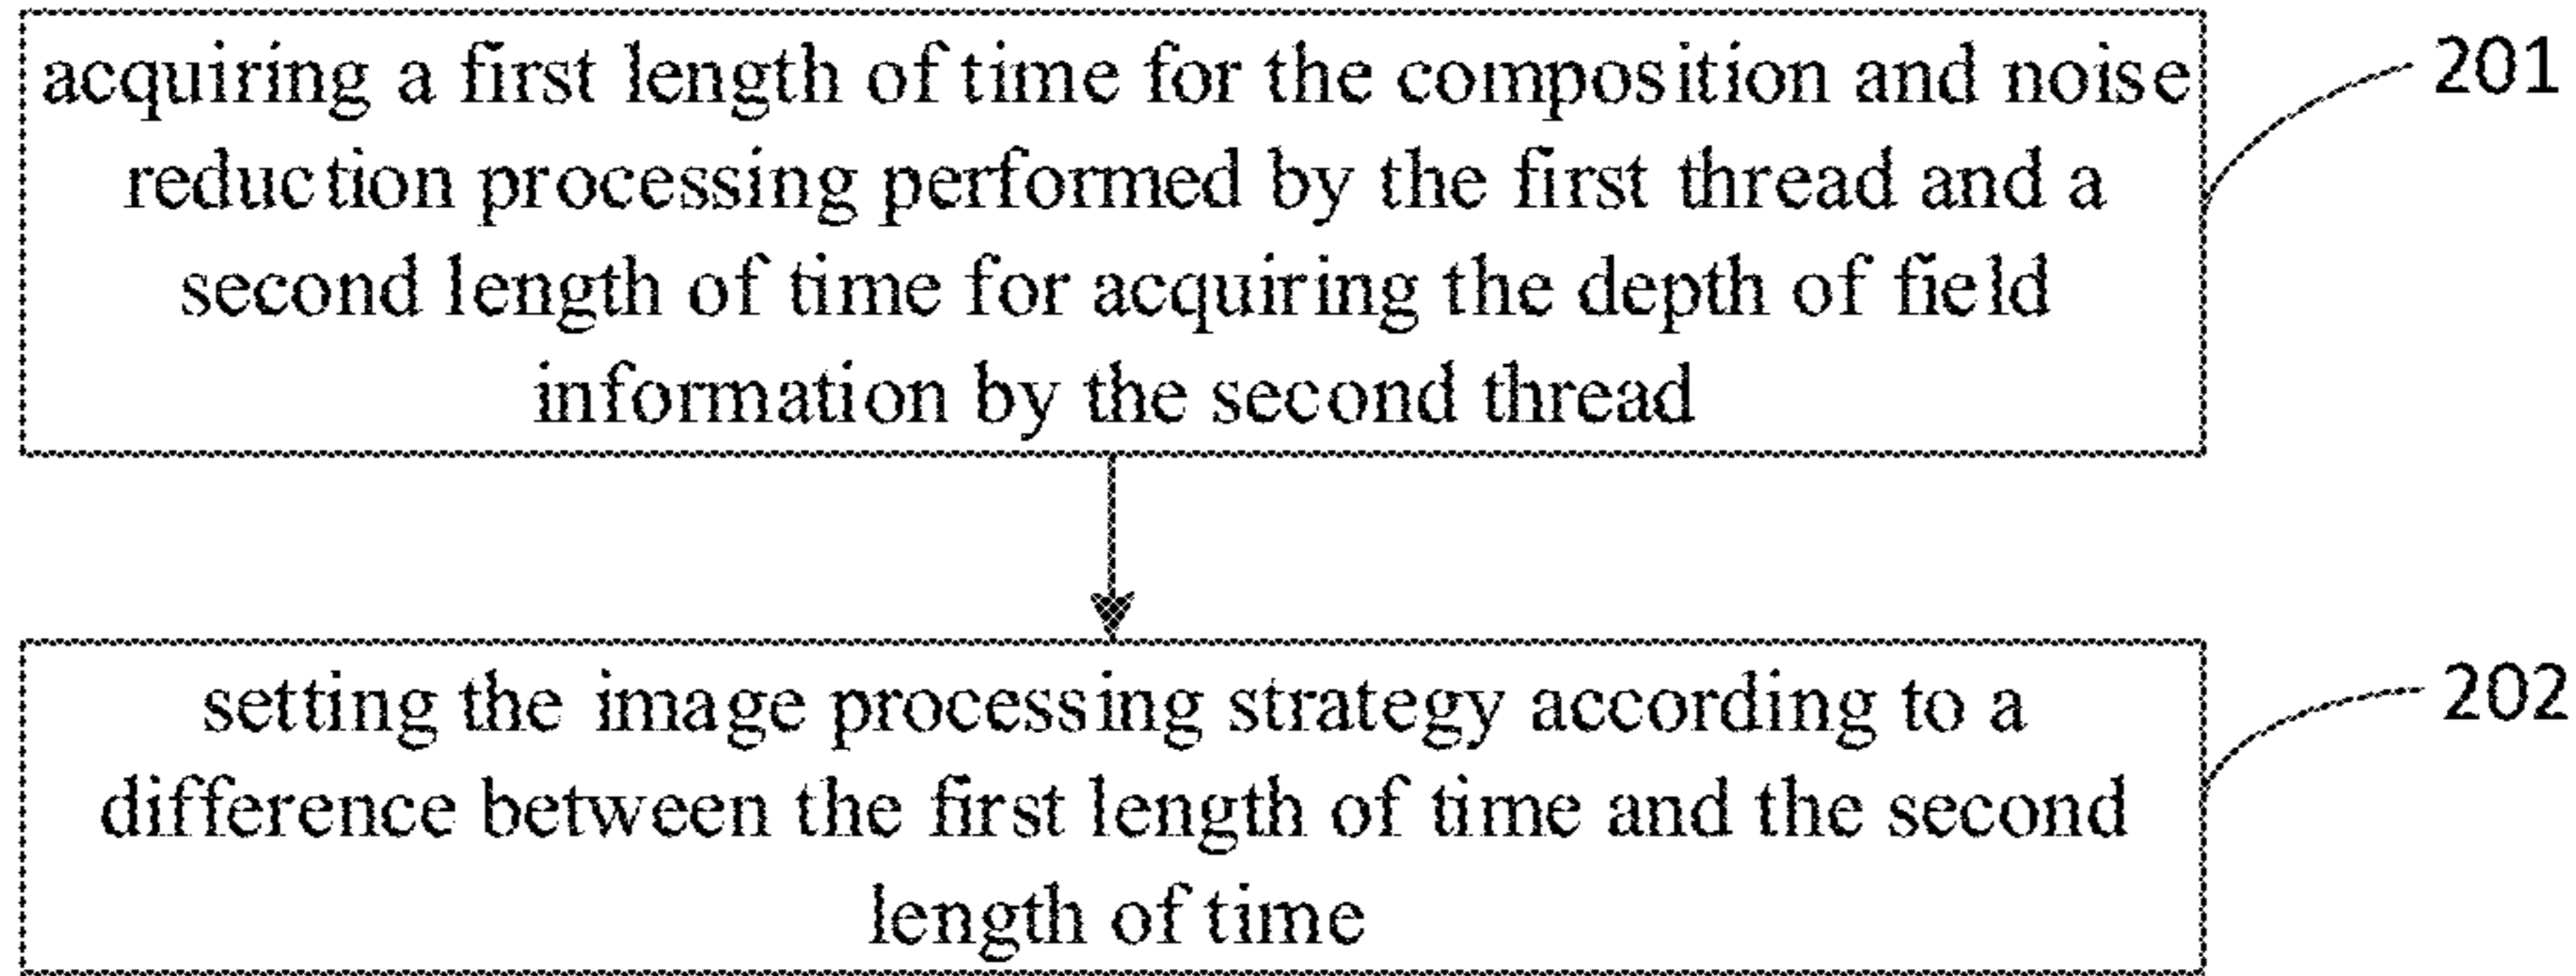 acquiring a first length of time for the composition and noise
reduction processing performed by the first thread and a
second length of time for acquiring the depth of field
information by the second thread
201
setting the image processing strategy according to a
difference between the first length of time and the second
length of time
202